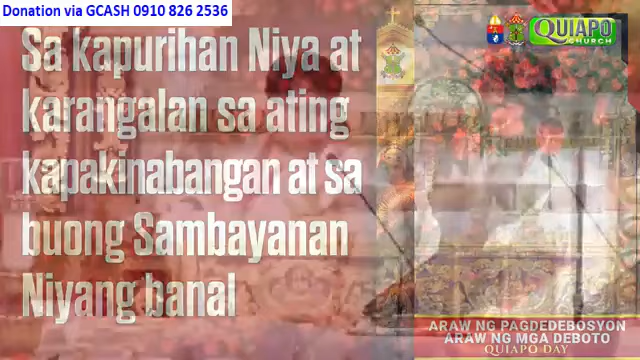 Donation via GCASH 0910 826 2536
QUIAPO
CHURCH
Sa kapurihan Niya at
karangalan sa ating
kapakinabangan at sa
buong Sambayanan
Niyang banal
ARAW NG PAGDEDEBOSYON
ARAW NG MGA DEBOTO
QUIAPO DAY